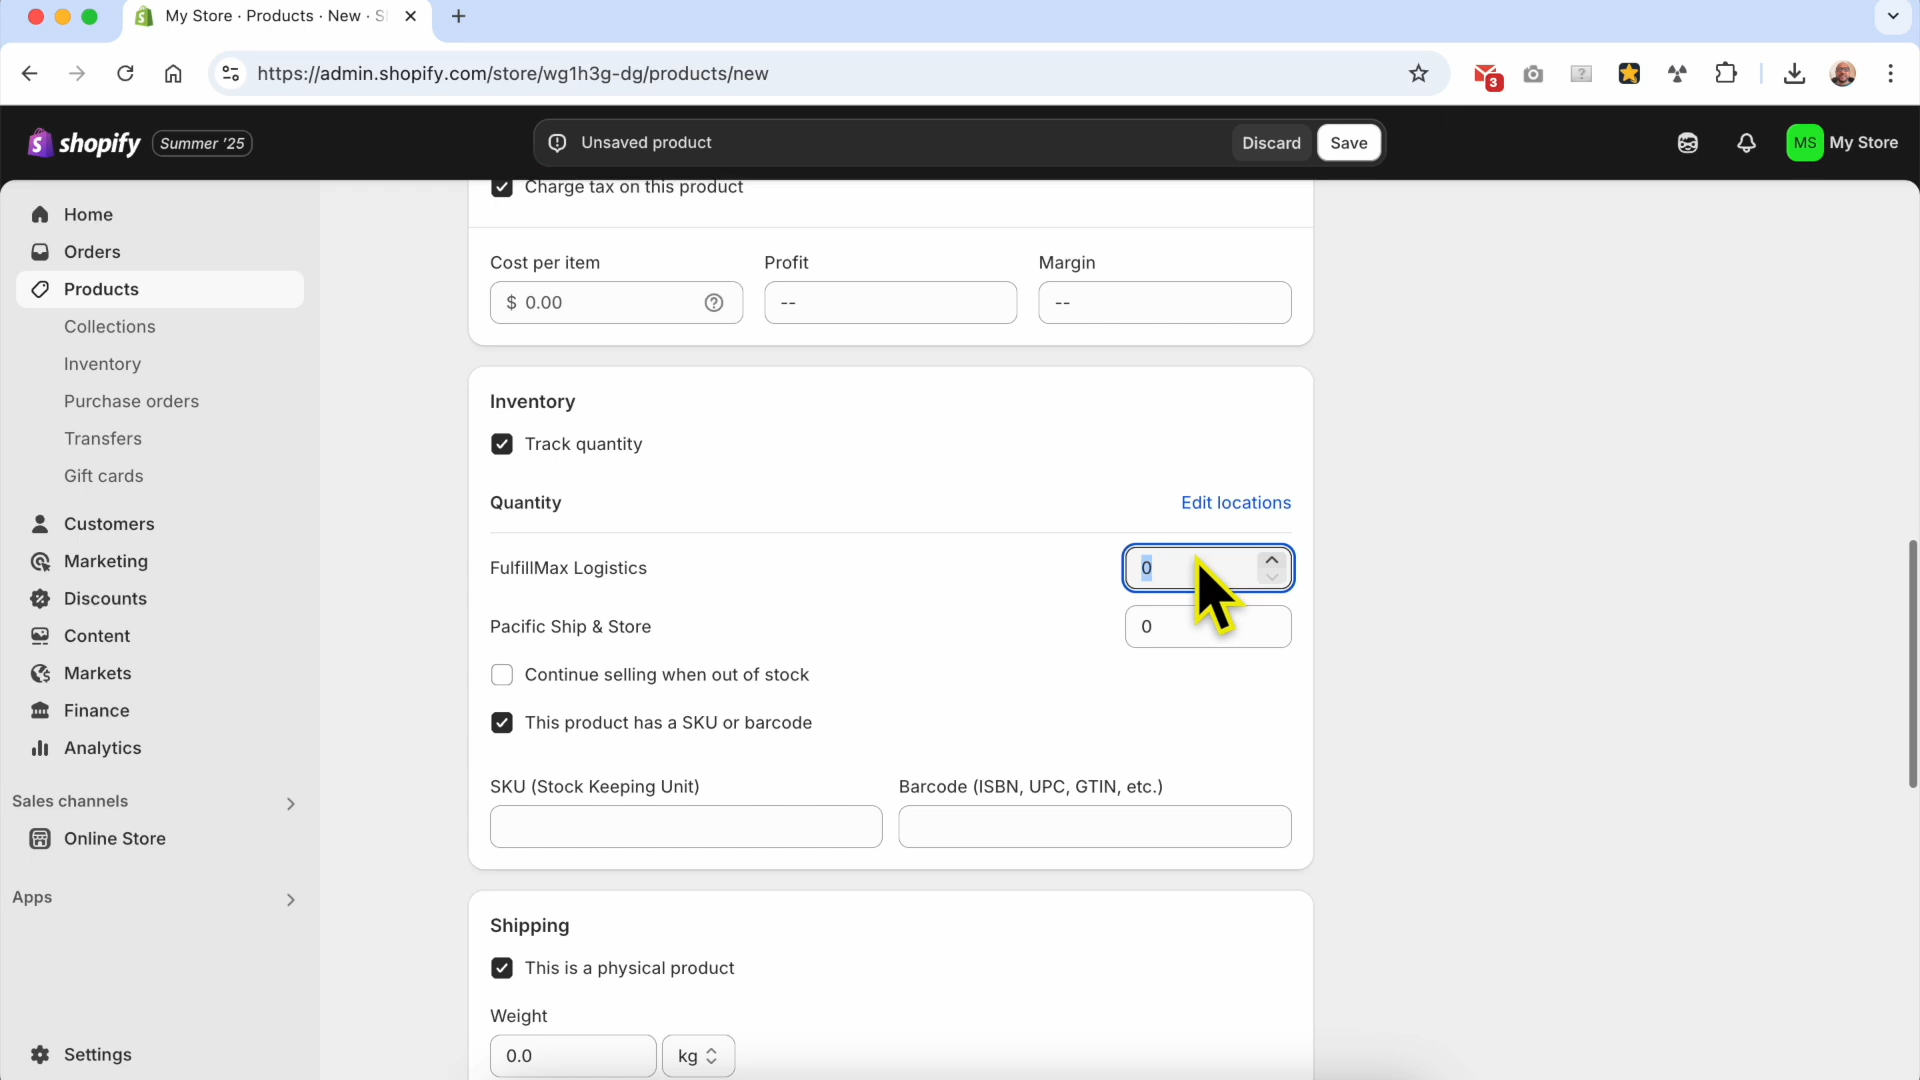 My Store · Products · New · S
https://admin.shopify.com/store/wg1h3g-dg/products/new
3
?
shopify
Summer '25
Unsaved product
Discard
Save
MS
My Store
Home
Orders
Products
Collections
Inventory
Purchase orders
Transfers
Gift cards
Customers
Marketing
Discounts
Content
Markets
Finance
Analytics
Sales channels
Online Store
Apps
Settings
Charge tax on this product
Cost per item
Profit
Margin
$ 0.00
--
--
Inventory
Track quantity
Quantity
Edit locations
FulfillMax Logistics
0
Pacific Ship & Store
0
Continue selling when out of stock
This product has a SKU or barcode
SKU (Stock Keeping Unit)
Barcode (ISBN, UPC, GTIN, etc.)
Shipping
This is a physical product
Weight
0.0
kg